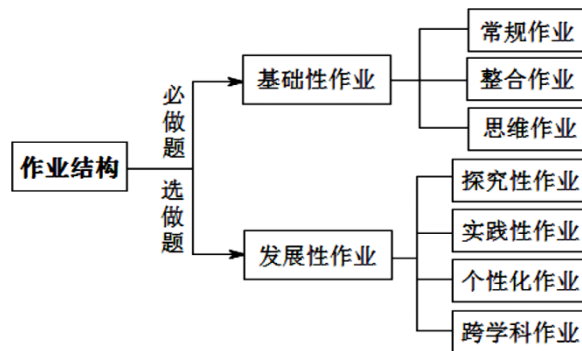 作业结构
必做题
选做题
基础性作业
常规作业
整合作业
思维作业
发展性作业
探究性作业
实践性作业
个性化作业
跨学科作业